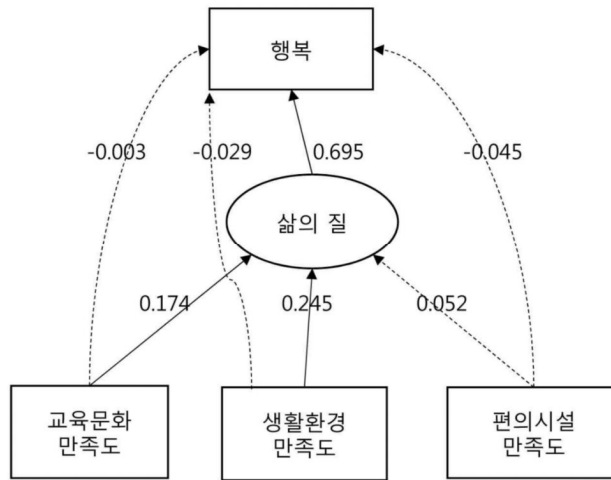 행복
-0.003
-0.029
0.695
-0.045
삶의 질
0.174
0.245
0.052
교육문화
만족도
생활환경
만족도
편의시설
만족도